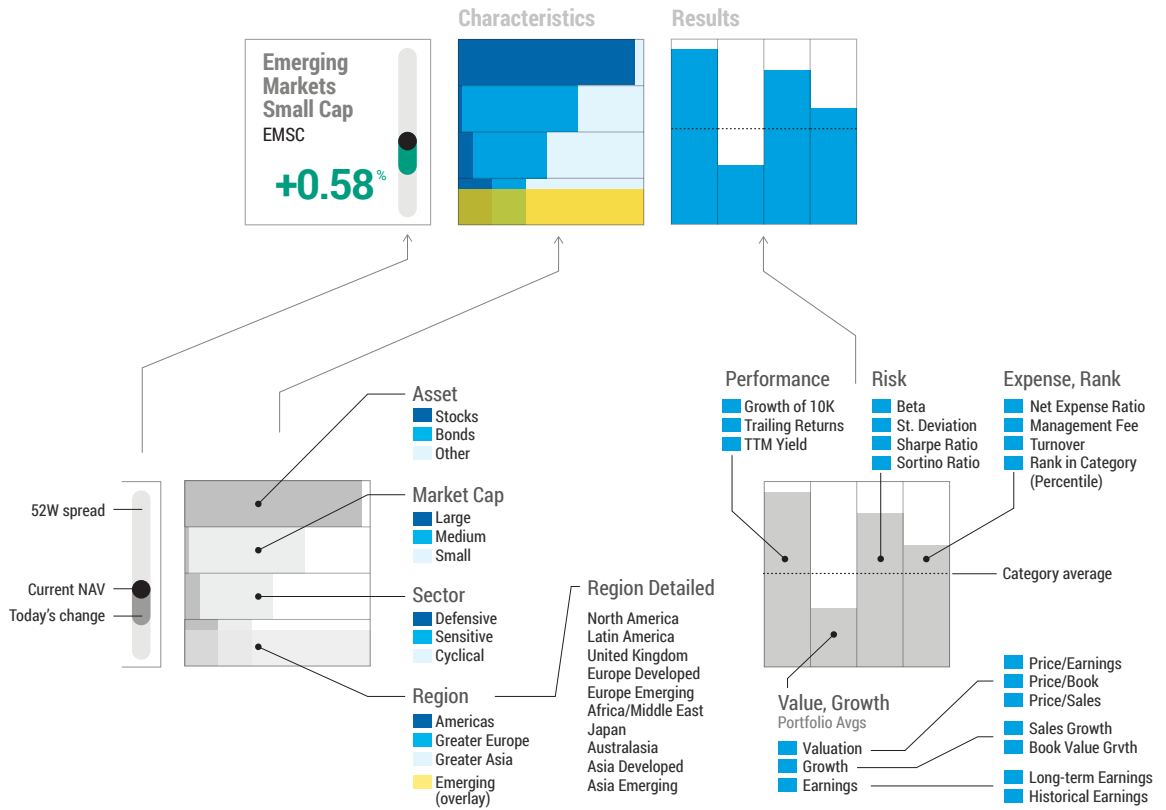 Characteristics
Results
Emerging
Markets
Small Cap
EMSC
+0.58%
Asset
Stocks
Bonds
Other
Market Cap
Large
Medium
Small
Sector
Defensive
Sensitive
Cyclical
Region
Americas
Greater Europe
Greater Asia
Emerging
(overlay)
52W spread
Current NAV
Today's change
Region Detailed
North America
Latin America
United Kingdom
Europe Developed
Europe Emerging
Africa/Middle East
Japan
Australasia
Asia Developed
Asia Emerging
Performance
Growth of 10K
Trailing Returns
TTM Yield
Risk
Beta
St. Deviation
Sharpe Ratio
Sortino Ratio
Expense, Rank
Net Expense Ratio
Management Fee
Turnover
Rank in Category
(Percentile)
Category average
Value, Growth
Portfolio Avgs
Valuation
Growth
Earnings
Price/Earnings
Price/Book
Price/Sales
Sales Growth
Book Value Grvth
Long-term Earnings
Historical Earnings